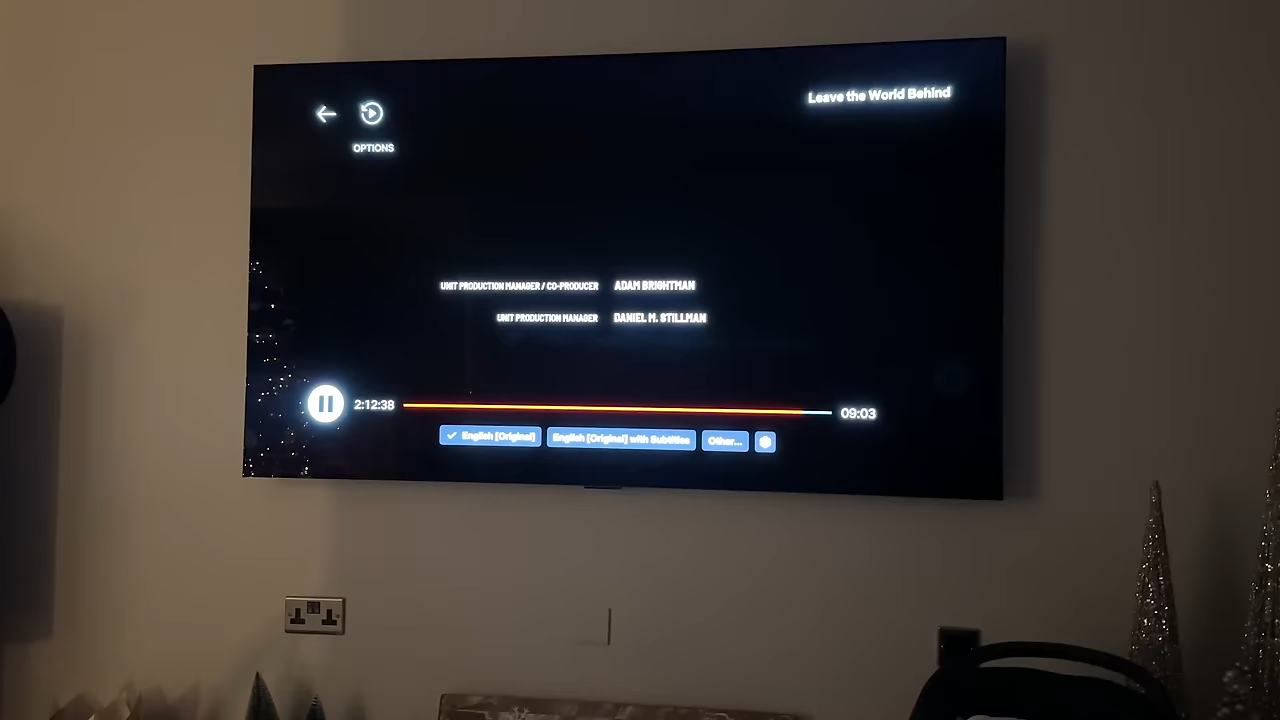 Leave the World Behind
OPTIONS
UNIT PRODUCTION MANAGER / CO-PRODUCER ADAM BRIGHTMAN
UNIT PRODUCTION MANAGER DANIEL M. STILLMAN
2:12:38 09:03
English [Original] English [Original] with Subtitles Other...